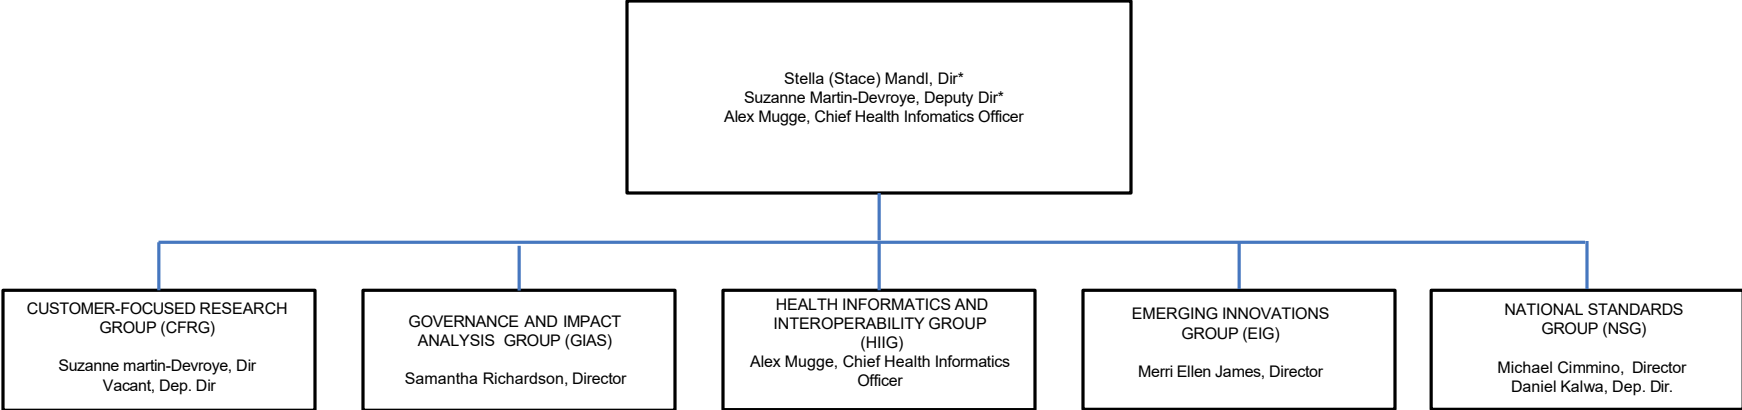 Stella (Stace) Mandl, Dir*
Suzanne Martin-Devroye, Deputy Dir*
Alex Mugge, Chief Health Infomatics Officer
CUSTOMER-FOCUSED RESEARCH
GROUP (CFRG)
Suzanne martin-Devroye, Dir
Vacant, Dep. Dir
GOVERNANCE AND IMPACT
ANALYSIS GROUP (GIAS)
Samantha Richardson, Director
HEALTH INFORMATICS AND
INTEROPERABILITY GROUP
(HIIG)
Alex Mugge, Chief Health Informatics
Officer
EMERGING INNOVATIONS
GROUP (EIG)
Merri Ellen James, Director
NATIONAL STANDARDS
GROUP (NSG)
Michael Cimmino, Director
Daniel Kalwa, Dep. Dir.